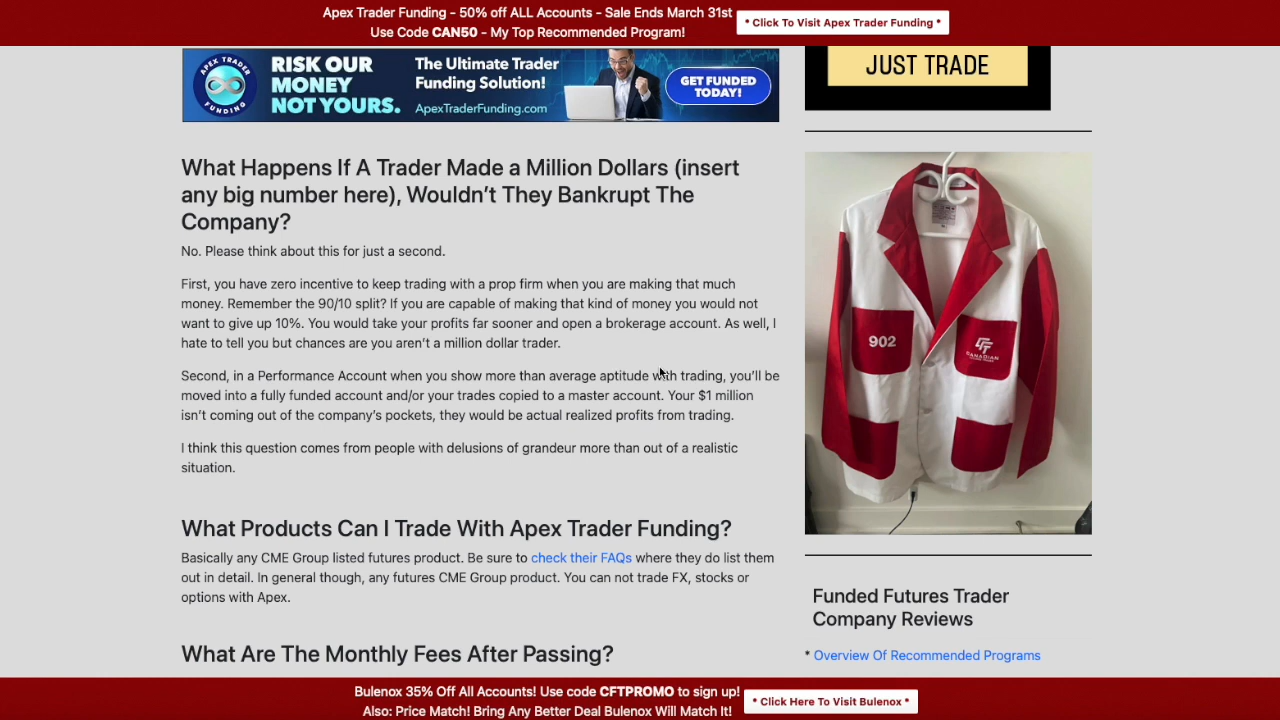 Apex Trader Funding - 50% off ALL Accounts - Sale Ends March 31st
Use Code CAN50 - My Top Recommended Program!
* Click To Visit Apex Trader Funding *
APEX TRADER FUNDING
RISK OUR
MONEY
NOT YOURS.
The Ultimate Trader
Funding Solution!
ApexTraderFunding.com
GET FUNDED
TODAY!
JUST TRADE
What Happens If A Trader Made a Million Dollars (insert
any big number here), Wouldn't They Bankrupt The
Company?
No. Please think about this for just a second.
First, you have zero incentive to keep trading with a prop firm when you are making that much
money. Remember the 90/10 split? If you are capable of making that kind of money you would not
want to give up 10%. You would take your profits far sooner and open a brokerage account. As well, I
hate to tell you but chances are you aren't a million dollar trader.
Second, in a Performance Account when you show more than average aptitude with trading, you'll be
moved into a fully funded account and/or your trades copied to a master account. Your $1 million
isn't coming out of the company's pockets, they would be actual realized profits from trading.
I think this question comes from people with delusions of grandeur more than out of a realistic
situation.
What Products Can I Trade With Apex Trader Funding?
Basically any CME Group listed futures product. Be sure to check their FAQs where they do list them
out in detail. In general though, any futures CME Group product. You can not trade FX, stocks or
options with Apex.
What Are The Monthly Fees After Passing?
902
CANADIAN
Funded Futures Trader
Company Reviews
* Overview Of Recommended Programs
Bulenox 35% Off All Accounts! Use code CFTPROMO to sign up!
Also: Price Match! Bring Any Better Deal Bulenox Will Match It!
* Click Here To Visit Bulenox *